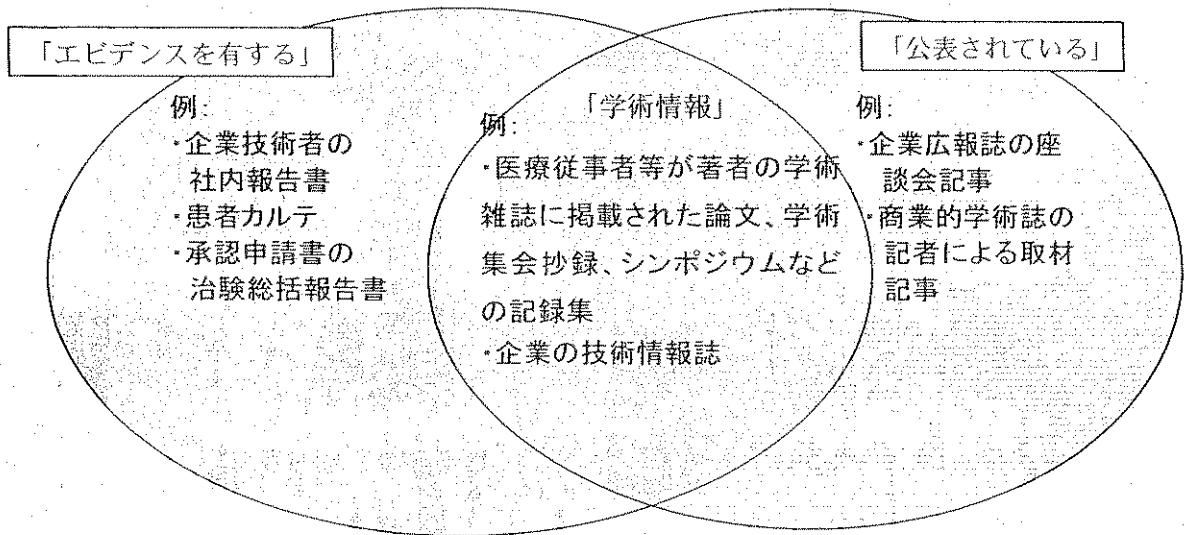 「エビデンスを有する」
例:
・企業技術者の
社内報告書
・患者カルテ
・承認申請書の
治験総括報告書
「学術情報」
例:
・医療従事者等が著者の学術
雑誌に掲載された論文、学術
集会抄録、シンポジウムなど
の記録集
・企業の技術情報誌
「公表されている」
例:
・企業広報誌の座
談会記事
・商業的学術誌の
記者による取材
記事